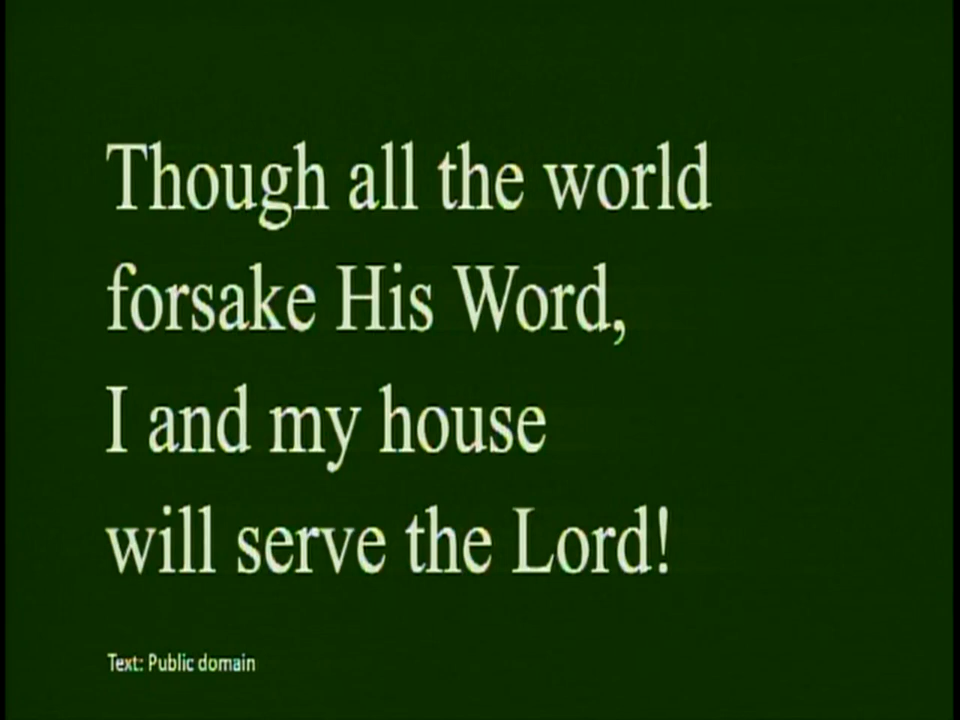 Though all the world
forsake His Word,
I and my house
will serve the Lord!
Text: Public domain